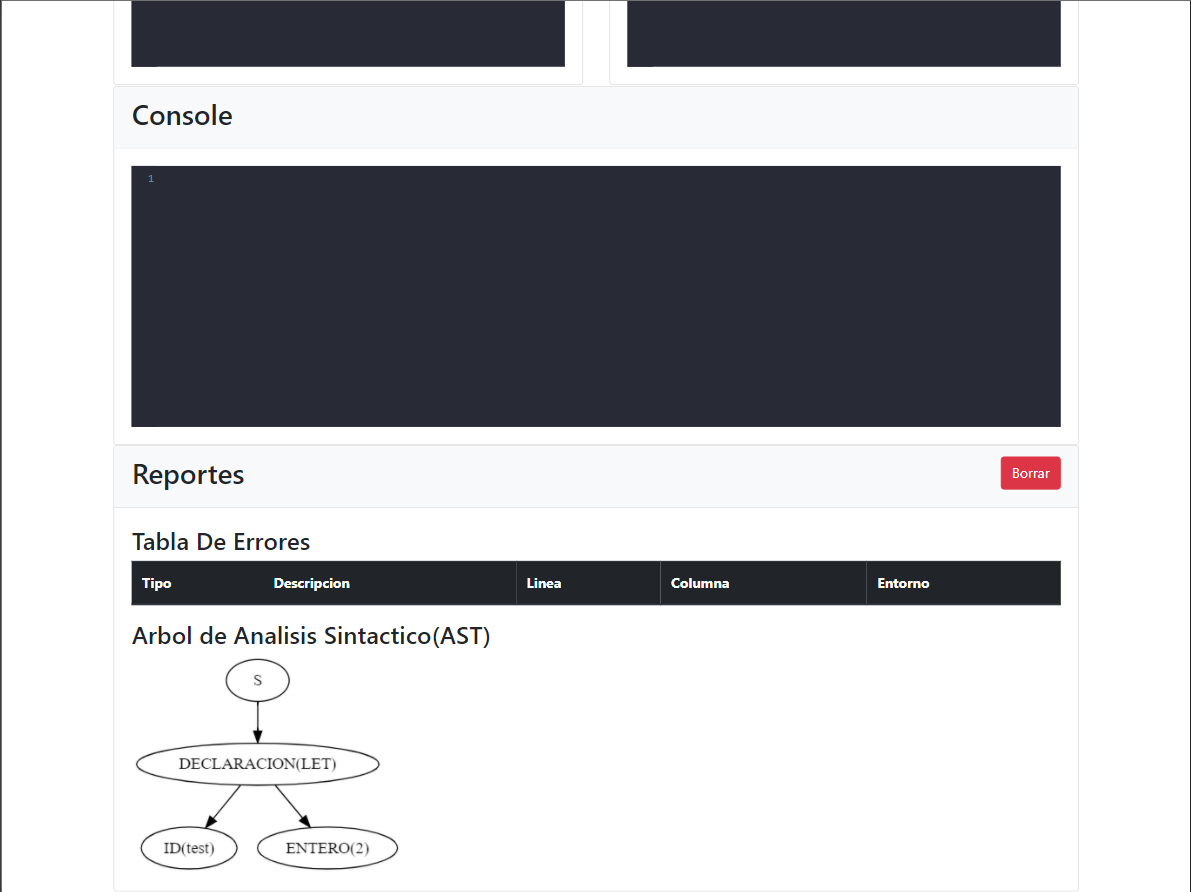 Console
1
Reportes
Borrar
Tabla De Errores
Tipo Descripcion Linea Columna Entorno
Arbol de Analisis Sintactico(AST)
S
DECLARACION(LET)
ID(test) ENTERO(2)